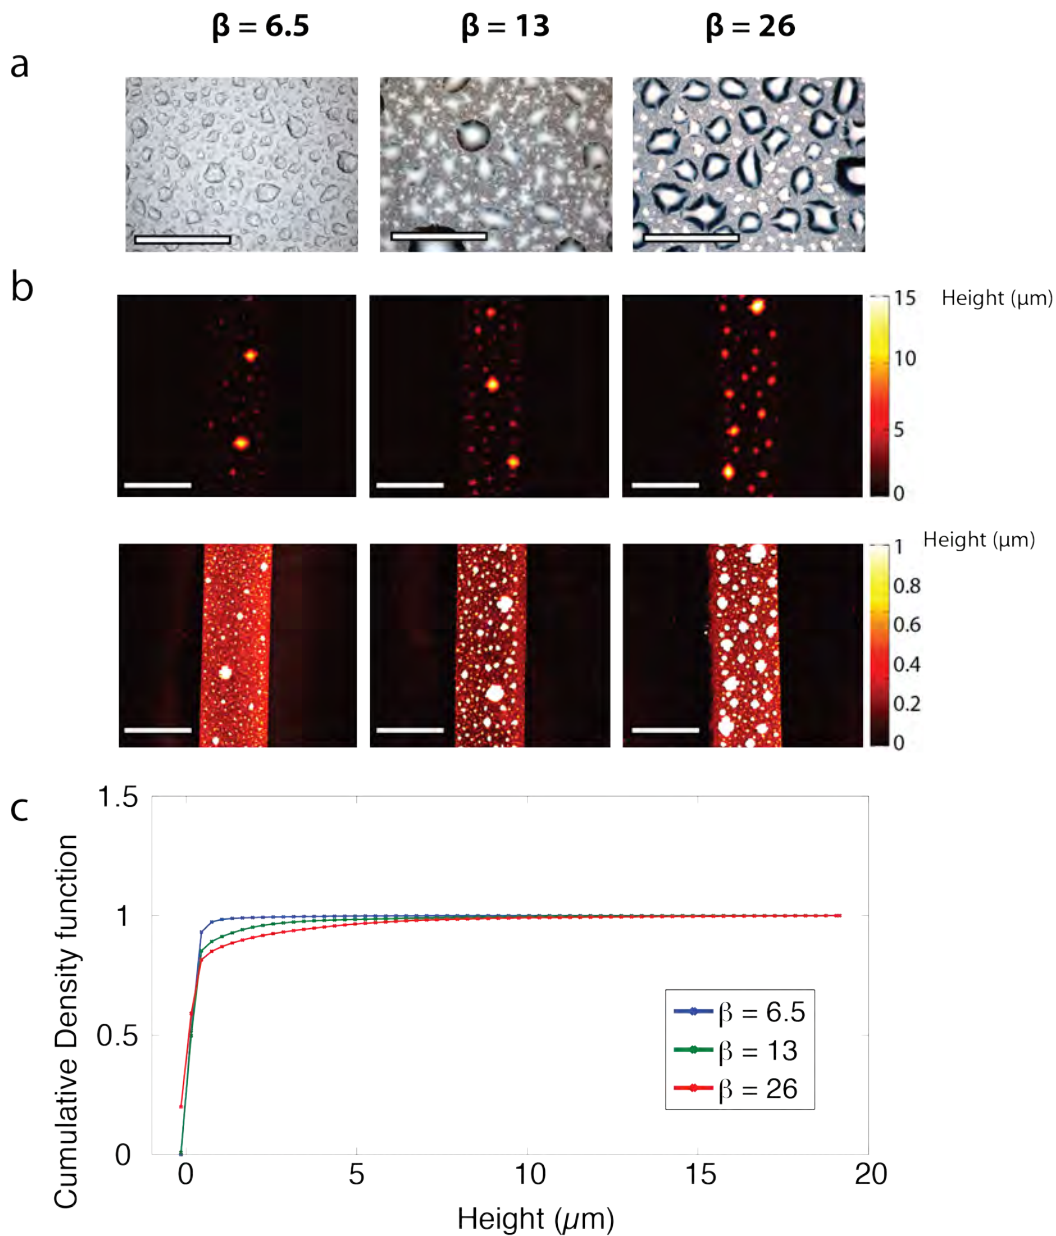 β = 6.5
β = 13
β = 26
a
b
15
10
5
0
Height (µm)
1
0.8
0.6
0.4
0.2
0
Height (µm)
c
1.5
1
0.5
0
Cumulative Density function
0
5
10
15
20
Height (µm)
β = 6.5
β = 13
β = 26